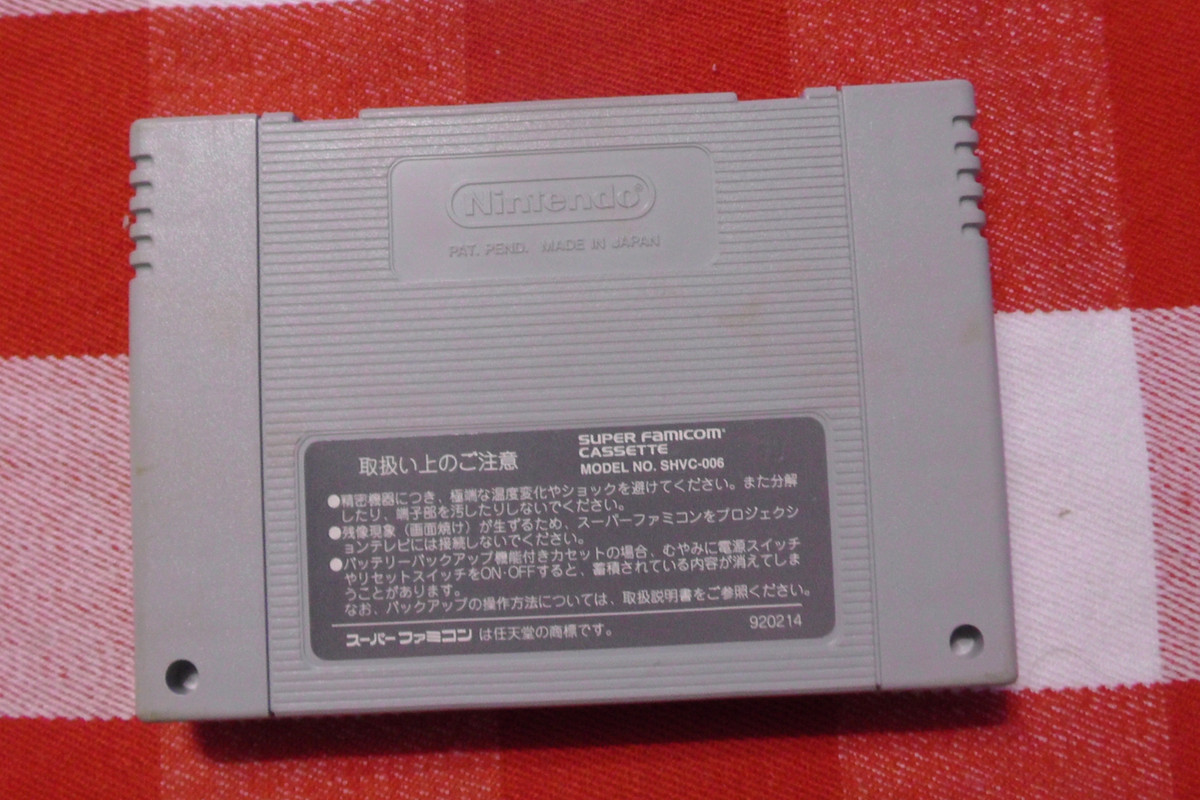 Nintendo®
PAT. PEND. MADE IN JAPAN
取扱い上のご注意
SUPER FAMICOM
CASSETTE
MODEL NO. SHVC-006
●精密機器につき、極端な温度変化やショックを避けてください。また分解
したり、端子部を汚したりしないでください。
●残像現象（画面焼け）が生ずるため、スーパーファミコンをプロジェクシ
ョンテレビには接続しないでください。
●バッテリーバックアップ機能付きカセットの場合、むやみに電源スイッチ
やリセットスイッチをON·OFFすると、蓄積されている内容が消えてしま
うことがあります。
なお、バックアップの操作方法については、取扱説明書をご参照ください。
スーパーファミコン は任天堂の商標です。
920214